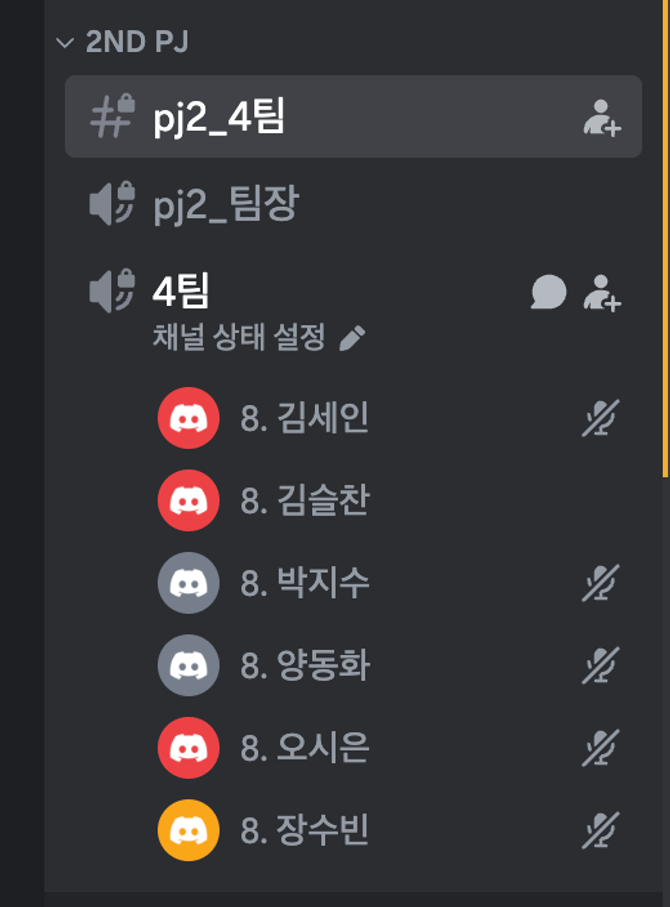 2ND PJ
pj2_4팀
pj2_팀장
4팀
채널 상태 설정
8. 김세인
8. 김슬찬
8. 박지수
8. 양동화
8. 오시은
8. 장수빈